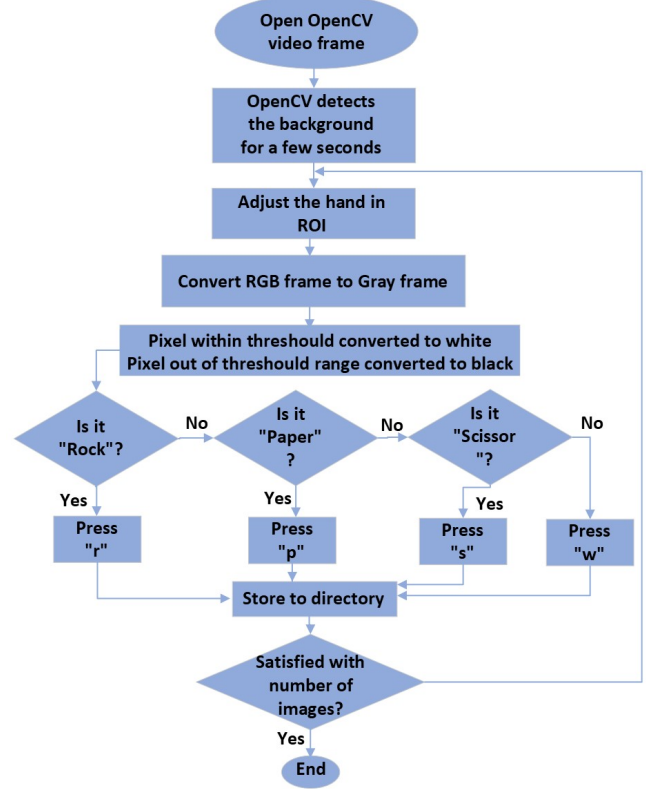 Open OpenCV
video frame
OpenCV detects
the background
for a few seconds
Adjust the hand in
ROI
Convert RGB frame to Gray frame
Pixel within threshould converted to white
Pixel out of threshold range converted to black
Is it
"Rock"?
No
Is it
"Paper"
?
No
Is it
"Scissor
"?
No
Yes
Yes
Yes
Press
"r"
Press
"p"
Press
"s"
Press
"w"
Store to directory
Satisfied with
number of
images?
Yes
End